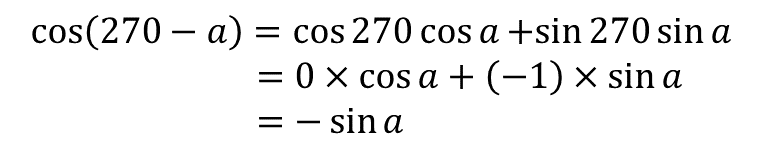 cos(270 − a) = cos 270 cos a +sin 270 sin a
= 0 × cos a + (−1) × sin a
= − sin a